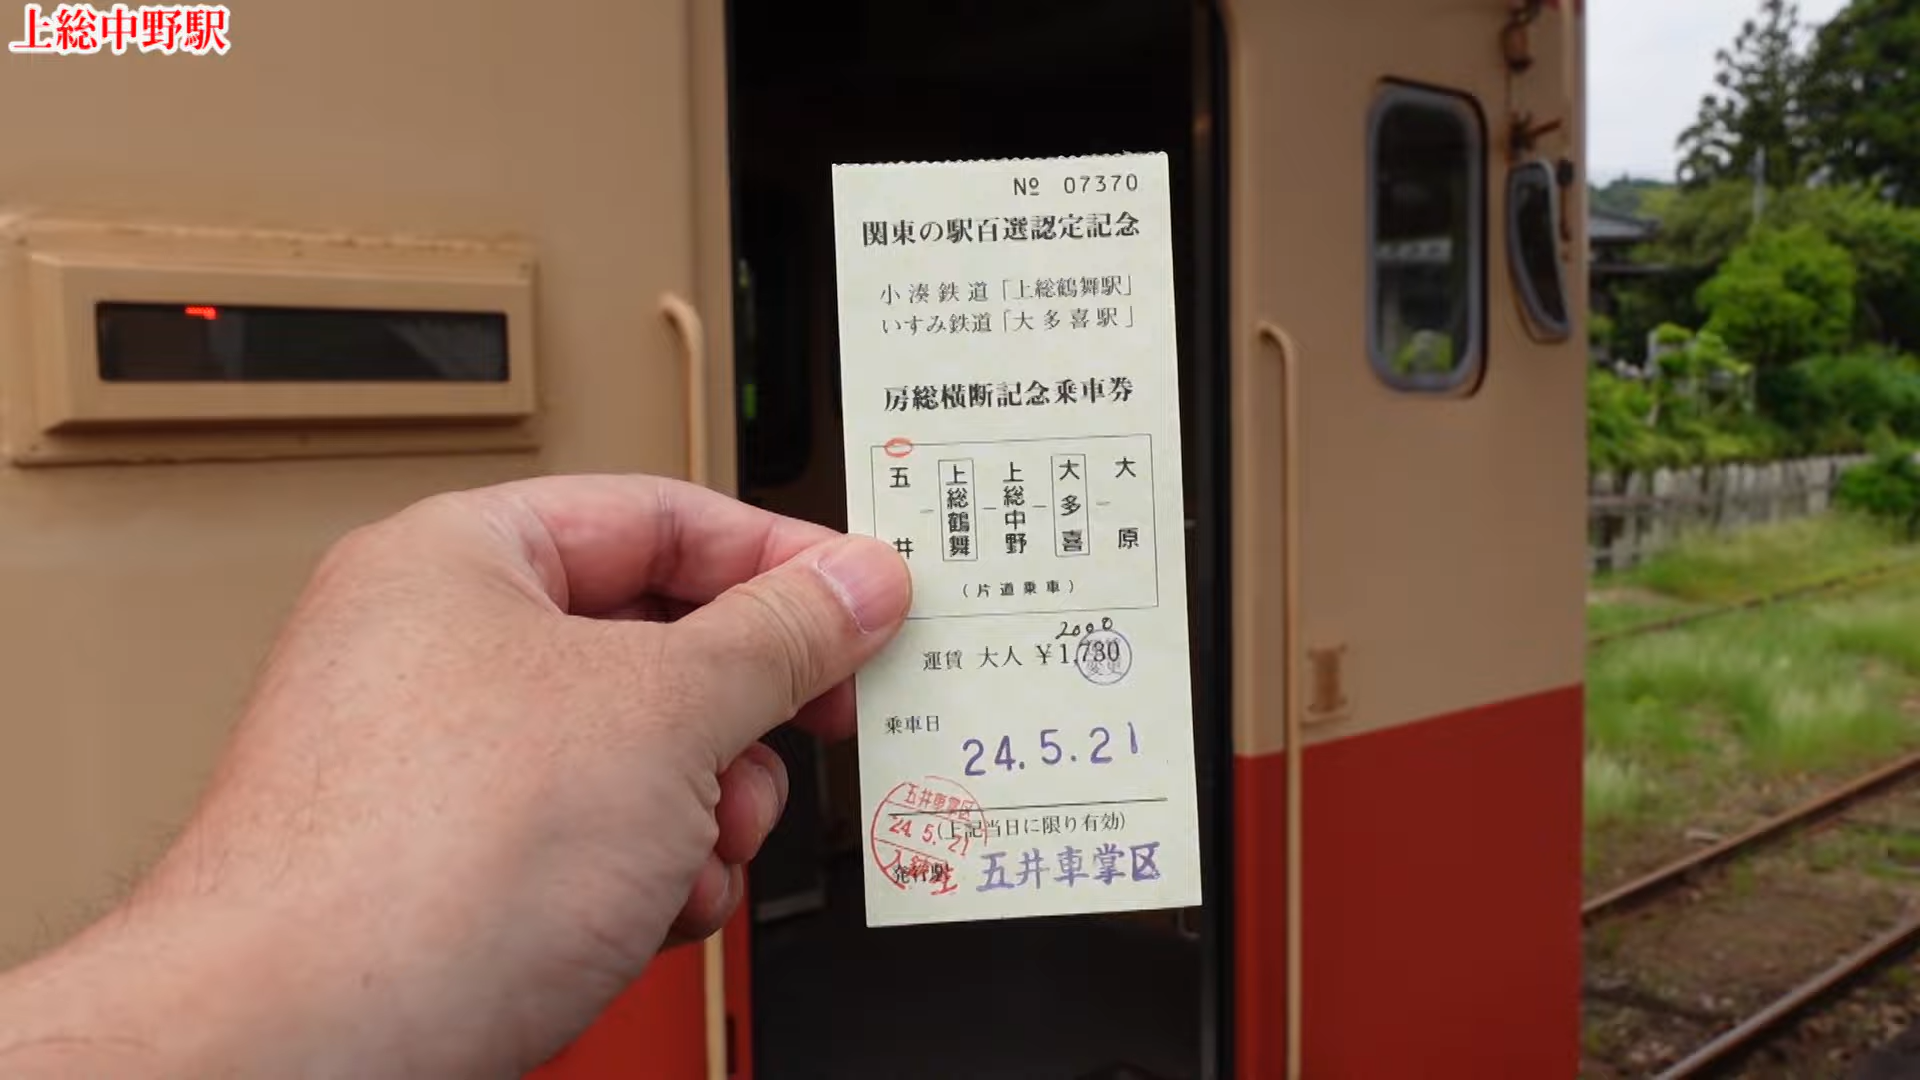 上総中野駅
№ 07370
関東の駅百選認定記念
小湊鉄道「上総鶴舞駅」
いすみ鉄道「大多喜駅」
房総横断記念乗車券
五井－上総鶴舞－上総中野－大多喜－大原
(片道乗車)
2000
運賃 大人 ¥1,730
変更
乗車日
24.5.21
五井車掌区
24.5.21
(上記当日に限り有効)
発行駅
五井車掌区